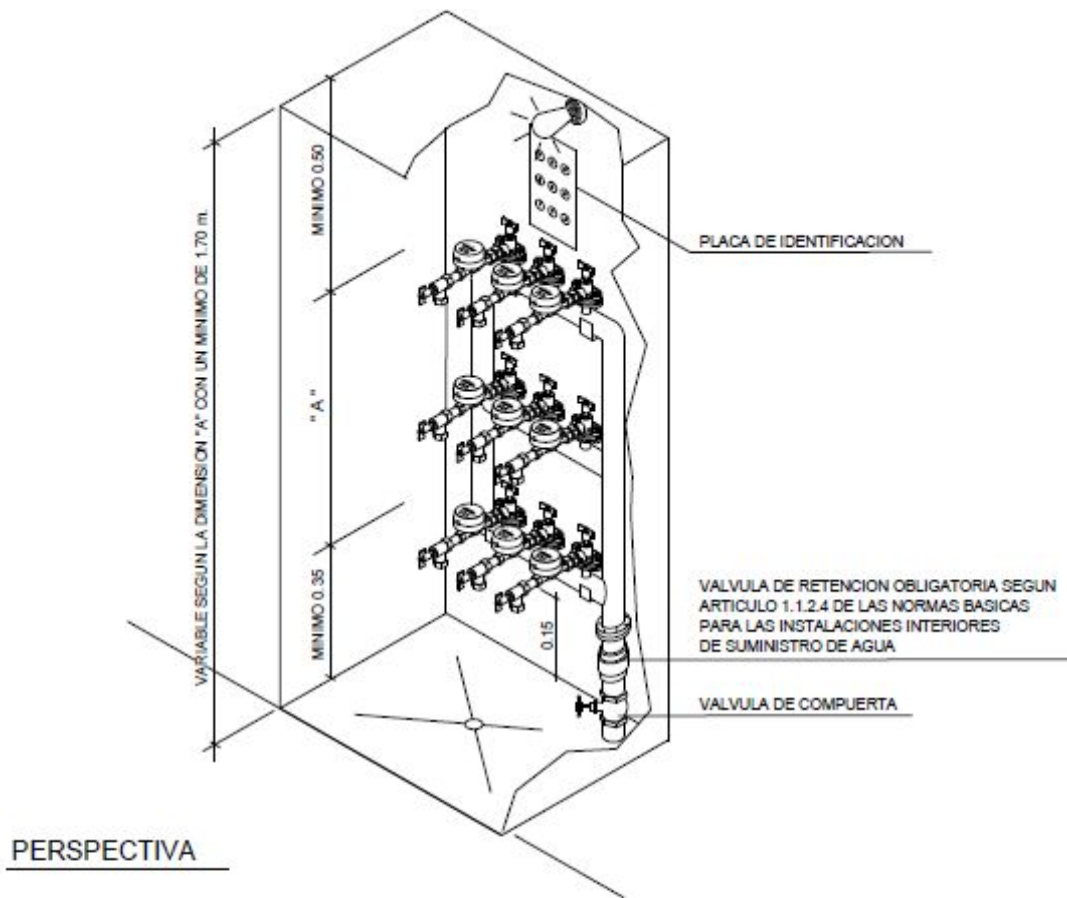 VARIABLE SEGUN LA DIMENSION "A" CON UN MINIMO DE 1.70 m.
MINIMO 0.50
"A"
MINIMO 0.35
0.15
PLACA DE IDENTIFICACION
VALVULA DE RETENCION OBLIGATORIA SEGUN
ARTICULO 1.1.2.4 DE LAS NORMAS BASICAS
PARA LAS INSTALACIONES INTERIORES
DE SUMINISTRO DE AGUA
VALVULA DE COMPUERTA
PERSPECTIVA